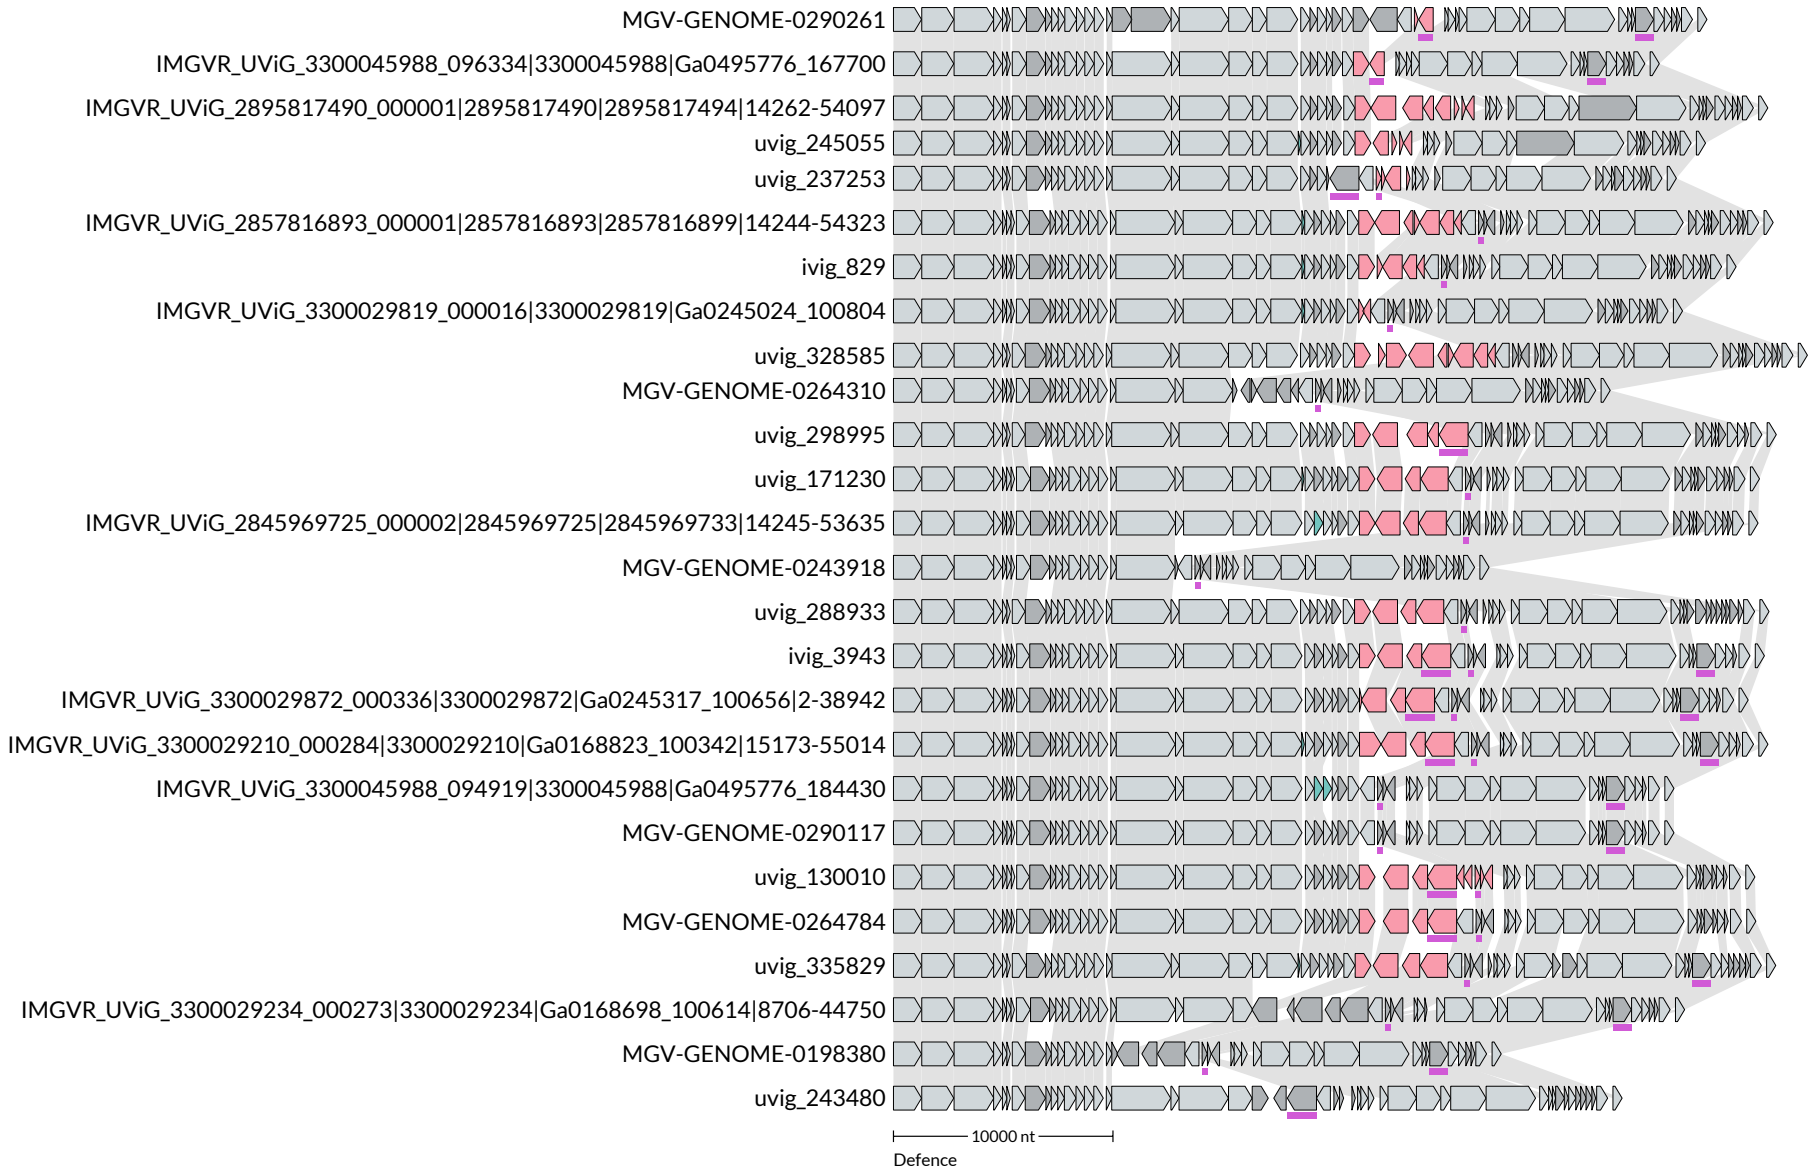 MGV-GENOME-0290261
IMGVR_UViG_3300045988_096334|3300045988|Ga0495776_167700
IMGVR_UViG_2895817490_000001|2895817490|2895817494|14262-54097
uvig_245055
uvig_237253
IMGVR_UViG_2857816893_000001|2857816893|2857816899|14244-54323
ivig_829
IMGVR_UViG_3300029819_000016|3300029819|Ga0245024_100804
uvig_328585
MGV-GENOME-0264310
uvig_298995
uvig_171230
IMGVR_UViG_2845969725_000002|2845969725|2845969733|14245-53635
MGV-GENOME-0243918
uvig_288933
ivig_3943
IMGVR_UViG_3300029872_000336|3300029872|Ga0245317_100656|2-38942
IMGVR_UViG_3300029210_000284|3300029210|Ga0168823_100342|15173-55014
IMGVR_UViG_3300045988_094919|3300045988|Ga0495776_184430
MGV-GENOME-0290117
uvig_130010
MGV-GENOME-0264784
uvig_335829
IMGVR_UViG_3300029234_000273|3300029234|Ga0168698_100614|8706-44750
MGV-GENOME-0198380
uvig_243480
10000 nt
Defence